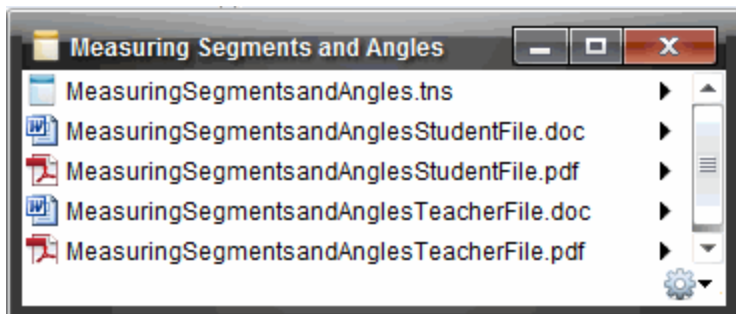 Measuring Segments and Angles
MeasuringSegmentsandAngles.tns
MeasuringSegmentsandAnglesStudentFile.doc
MeasuringSegmentsandAnglesStudentFile.pdf
MeasuringSegmentsandAnglesTeacherFile.doc
MeasuringSegmentsandAnglesTeacherFile.pdf